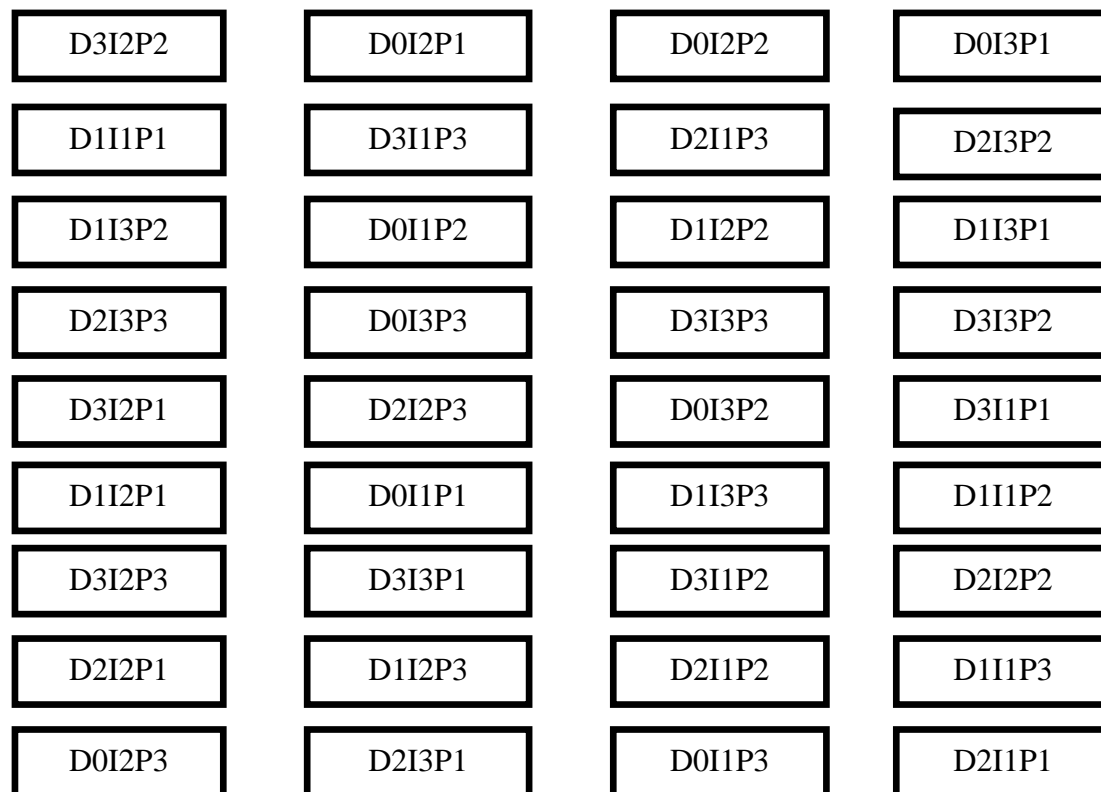 D3I2P2 D0I2P1 D0I2P2 D0I3P1
D1I1P1 D3I1P3 D2I1P3 D2I3P2
D1I3P2 D0I1P2 D1I2P2 D1I3P1
D2I3P3 D0I3P3 D3I3P3 D3I3P2
D3I2P1 D2I2P3 D0I3P2 D3I1P1
D1I2P1 D0I1P1 D1I3P3 D1I1P2
D3I2P3 D3I3P1 D3I1P2 D2I2P2
D2I2P1 D1I2P3 D2I1P2 D1I1P3
D0I2P3 D2I3P1 D0I1P3 D2I1P1